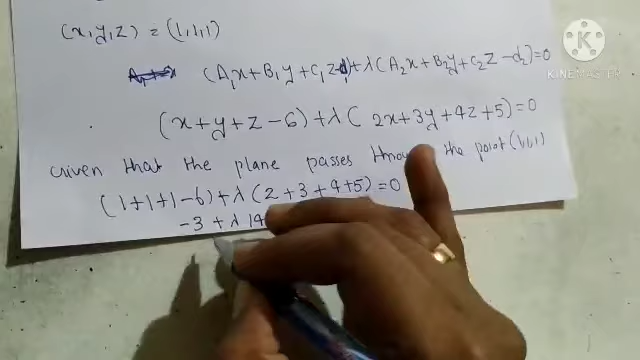 (x,y,z) = (1,1,1)
(A₁x+B₁y+C₁z-d₁)+λ(A₂x+B₂y+C₂z-d₂)=0
(x+y+z-6)+λ(2x+3y+4z+5)=0
Given that the plane passes the point (1,1,1)
(1+1+1-6)+λ(2+3+4+5)=0
-3+λ14
KINEMASTER